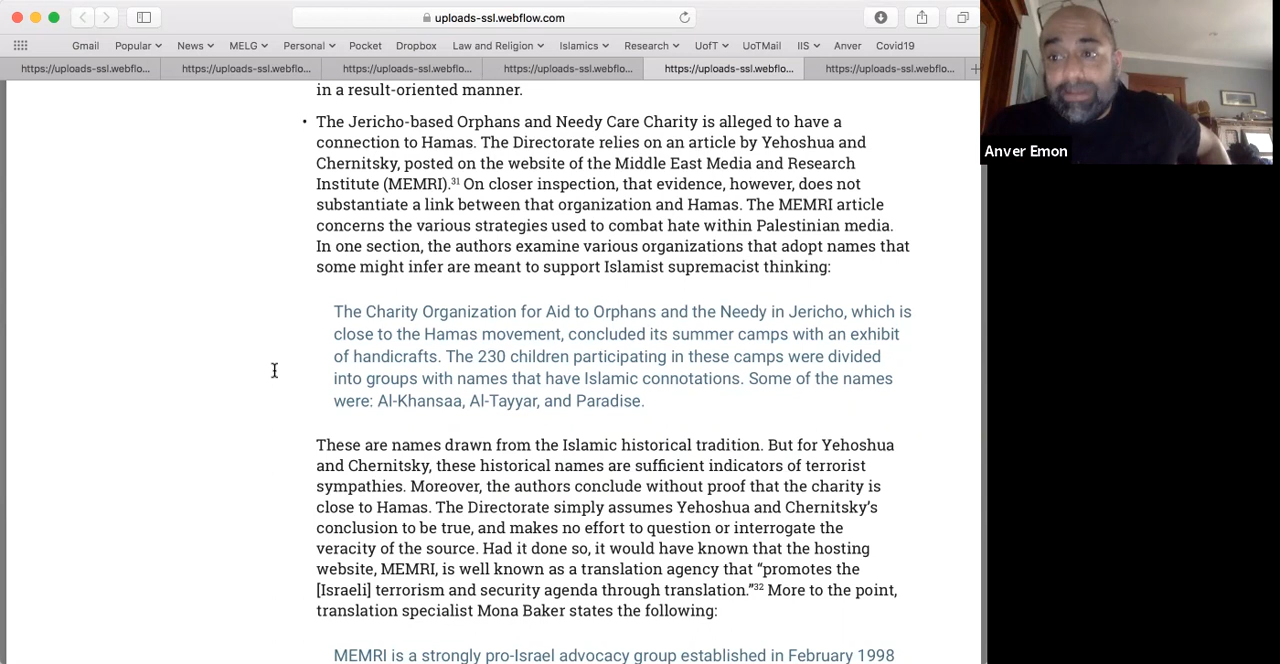 uploads-ssl.webflow.com
Gmail Popular News MELG Personal Pocket Dropbox Law and Religion Islamics Research UofT UoTMail IIS Anver Covid19
https://uploads-ssl.webflo... https://uploads-ssl.webflo... https://uploads-ssl.webflo... https://uploads-ssl.webflo... https://uploads-ssl.webflo... https://uploads-ssl.webflo...
Anver Emon
in a result-oriented manner.
• The Jericho-based Orphans and Needy Care Charity is alleged to have a
connection to Hamas. The Directorate relies on an article by Yehoshua and
Chernitsky, posted on the website of the Middle East Media and Research
Institute (MEMRI).³¹ On closer inspection, that evidence, however, does not
substantiate a link between that organization and Hamas. The MEMRI article
concerns the various strategies used to combat hate within Palestinian media.
In one section, the authors examine various organizations that adopt names that
some might infer are meant to support Islamist supremacist thinking:
The Charity Organization for Aid to Orphans and the Needy in Jericho, which is
close to the Hamas movement, concluded its summer camps with an exhibit
of handicrafts. The 230 children participating in these camps were divided
into groups with names that have Islamic connotations. Some of the names
were: Al-Khansaa, Al-Tayyar, and Paradise.
These are names drawn from the Islamic historical tradition. But for Yehoshua
and Chernitsky, these historical names are sufficient indicators of terrorist
sympathies. Moreover, the authors conclude without proof that the charity is
close to Hamas. The Directorate simply assumes Yehoshua and Chernitsky’s
conclusion to be true, and makes no effort to question or interrogate the
veracity of the source. Had it done so, it would have known that the hosting
website, MEMRI, is well known as a translation agency that “promotes the
[Israeli] terrorism and security agenda through translation.”³² More to the point,
translation specialist Mona Baker states the following:
MEMRI is a strongly pro-Israel advocacy group established in February 1998